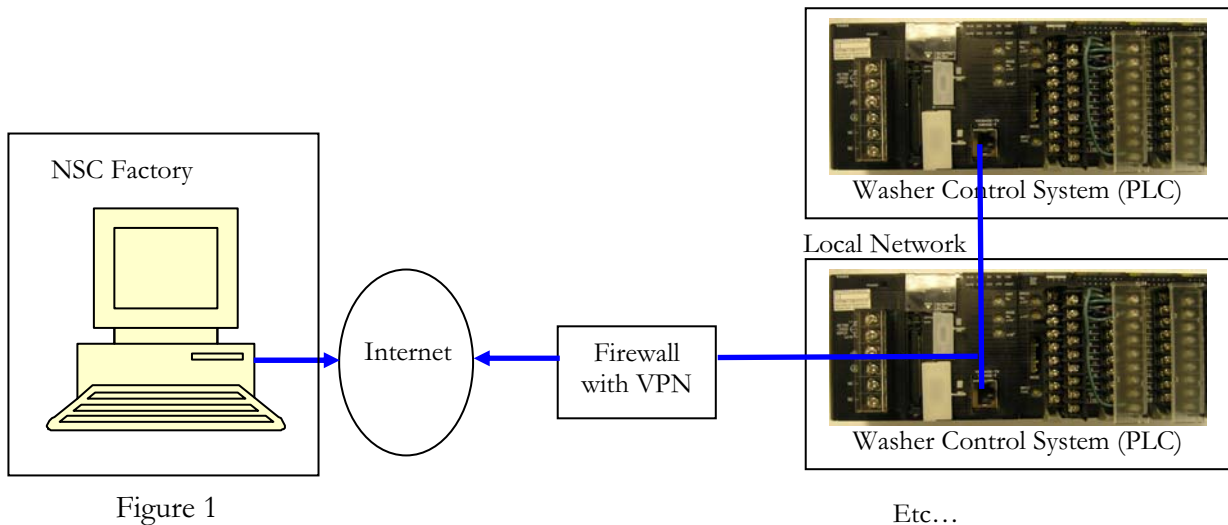 NSC Factory
Internet
Firewall
with VPN
Washer Control System (PLC)
Local Network
Washer Control System (PLC)
Figure 1
Etc…